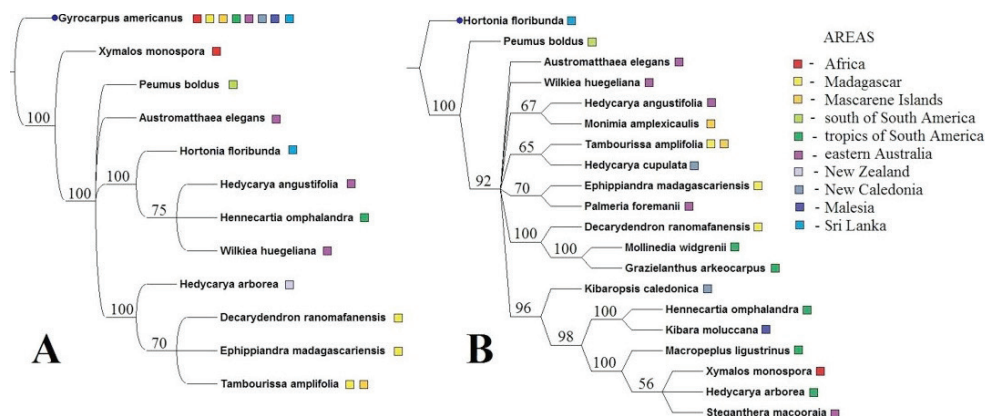 Gyrocarpus americanus
Xymalos monospora
100
Peumus boldus
Austromatthaea elegans
Hortonia floribunda
100
100
Hedycarya angustifolia
75
Hennecartia omphalandra
Wilkiea huegeliana
Hedycarya arborea
100
Decarydendron ranomafanensis
70
Ephippiandra madagascariensis
Tambourissa amplifolia
A
Hortonia floribunda
Peumus boldus
100
Austromatthaea elegans
Wilkiea huegeliana
Hedycarya angustifolia
67
Monimia amplexicaulis
Tambourissa amplifolia
65
Hedycarya cupulata
92
Ephippiandra madagascariensis
70
Palmeria foremanii
Decarydendron ranomafanensis
100
Mollinedia widgrenii
100
Grazielanthus arkeocarpus
Kibaropsis caledonica
96
Hennecartia omphalandra
100
Kibara moluccana
98
Macropeplus ligustrinus
100
Xymalos monospora
56
Hedycarya arborea
Steganthera macooraia
B
AREAS
- Africa
- Madagascar
- Mascarene Islands
- south of South America
- tropics of South America
- eastern Australia
- New Zealand
- New Caledonia
- Malesia
- Sri Lanka